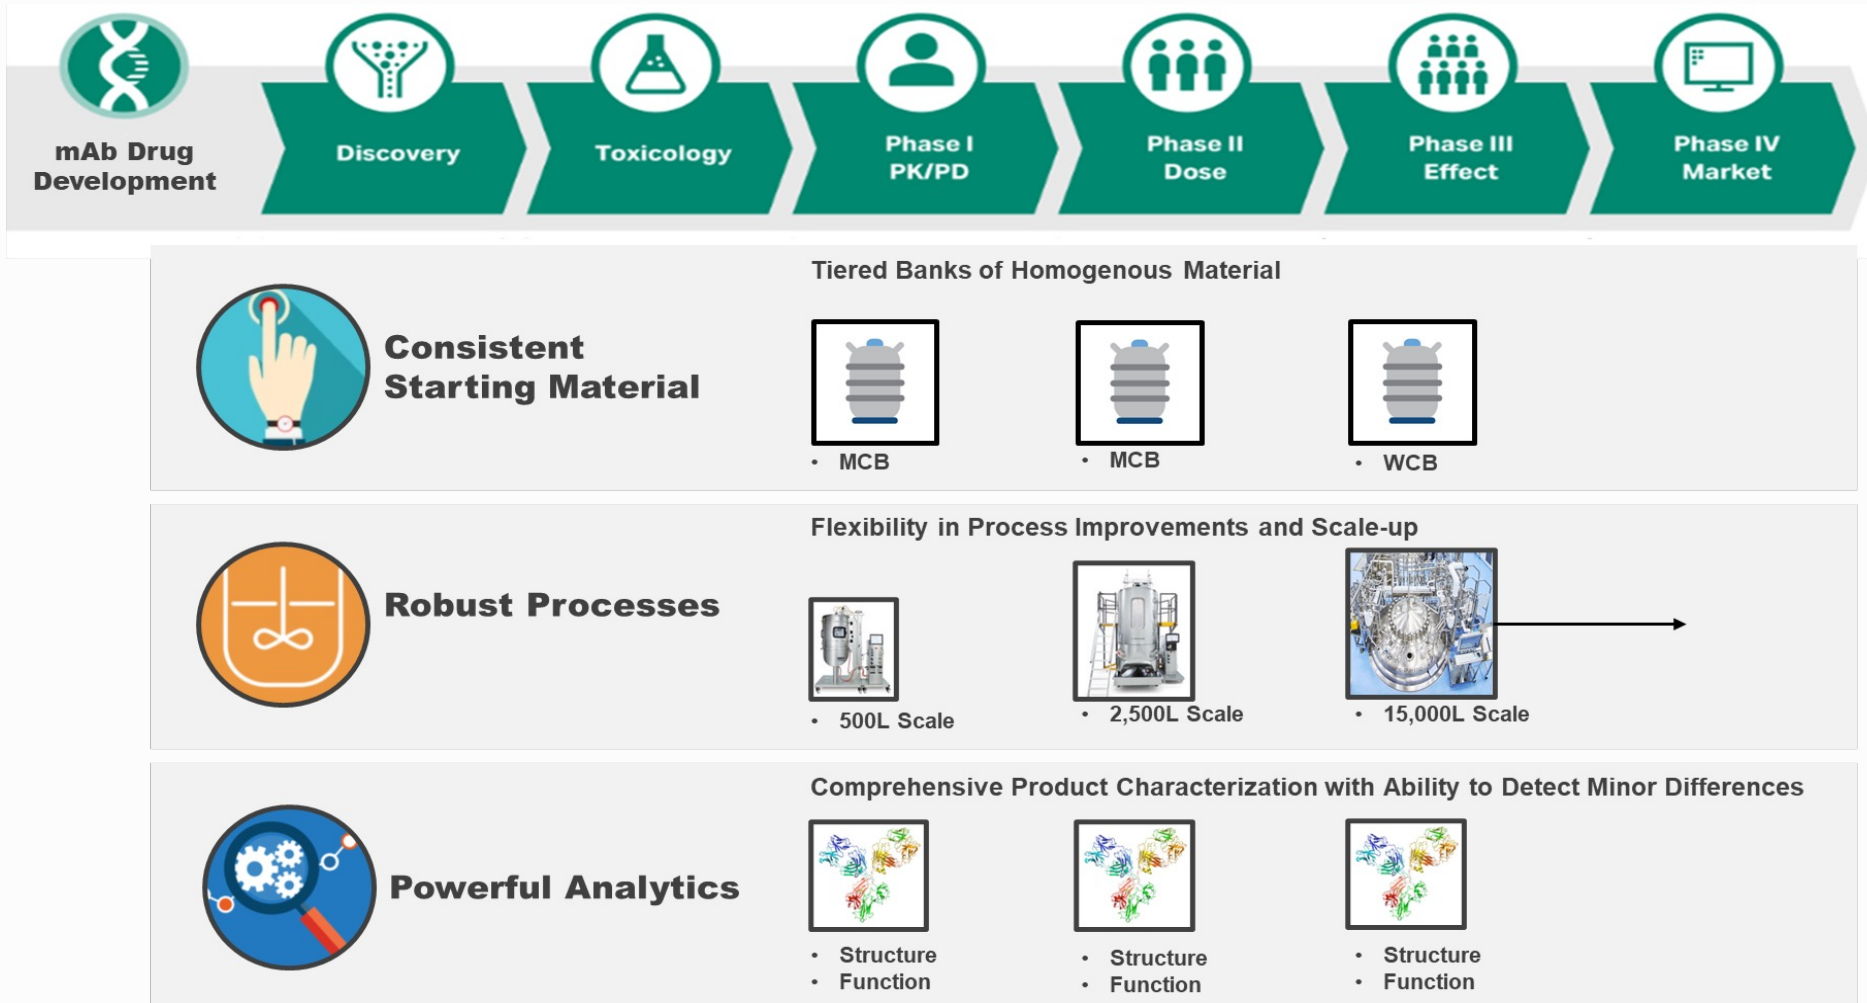 mAb Drug
Development
Discovery
Toxicology
Phase I
PK/PD
Phase II
Dose
Phase III
Effect
Phase IV
Market
Tiered Banks of Homogenous Material
Consistent
Starting Material
• MCB
• MCB
• WCB
Flexibility in Process Improvements and Scale-up
Robust Processes
• 500L Scale
• 2,500L Scale
• 15,000L Scale
Comprehensive Product Characterization with Ability to Detect Minor Differences
Powerful Analytics
• Structure
• Function
• Structure
• Function
• Structure
• Function